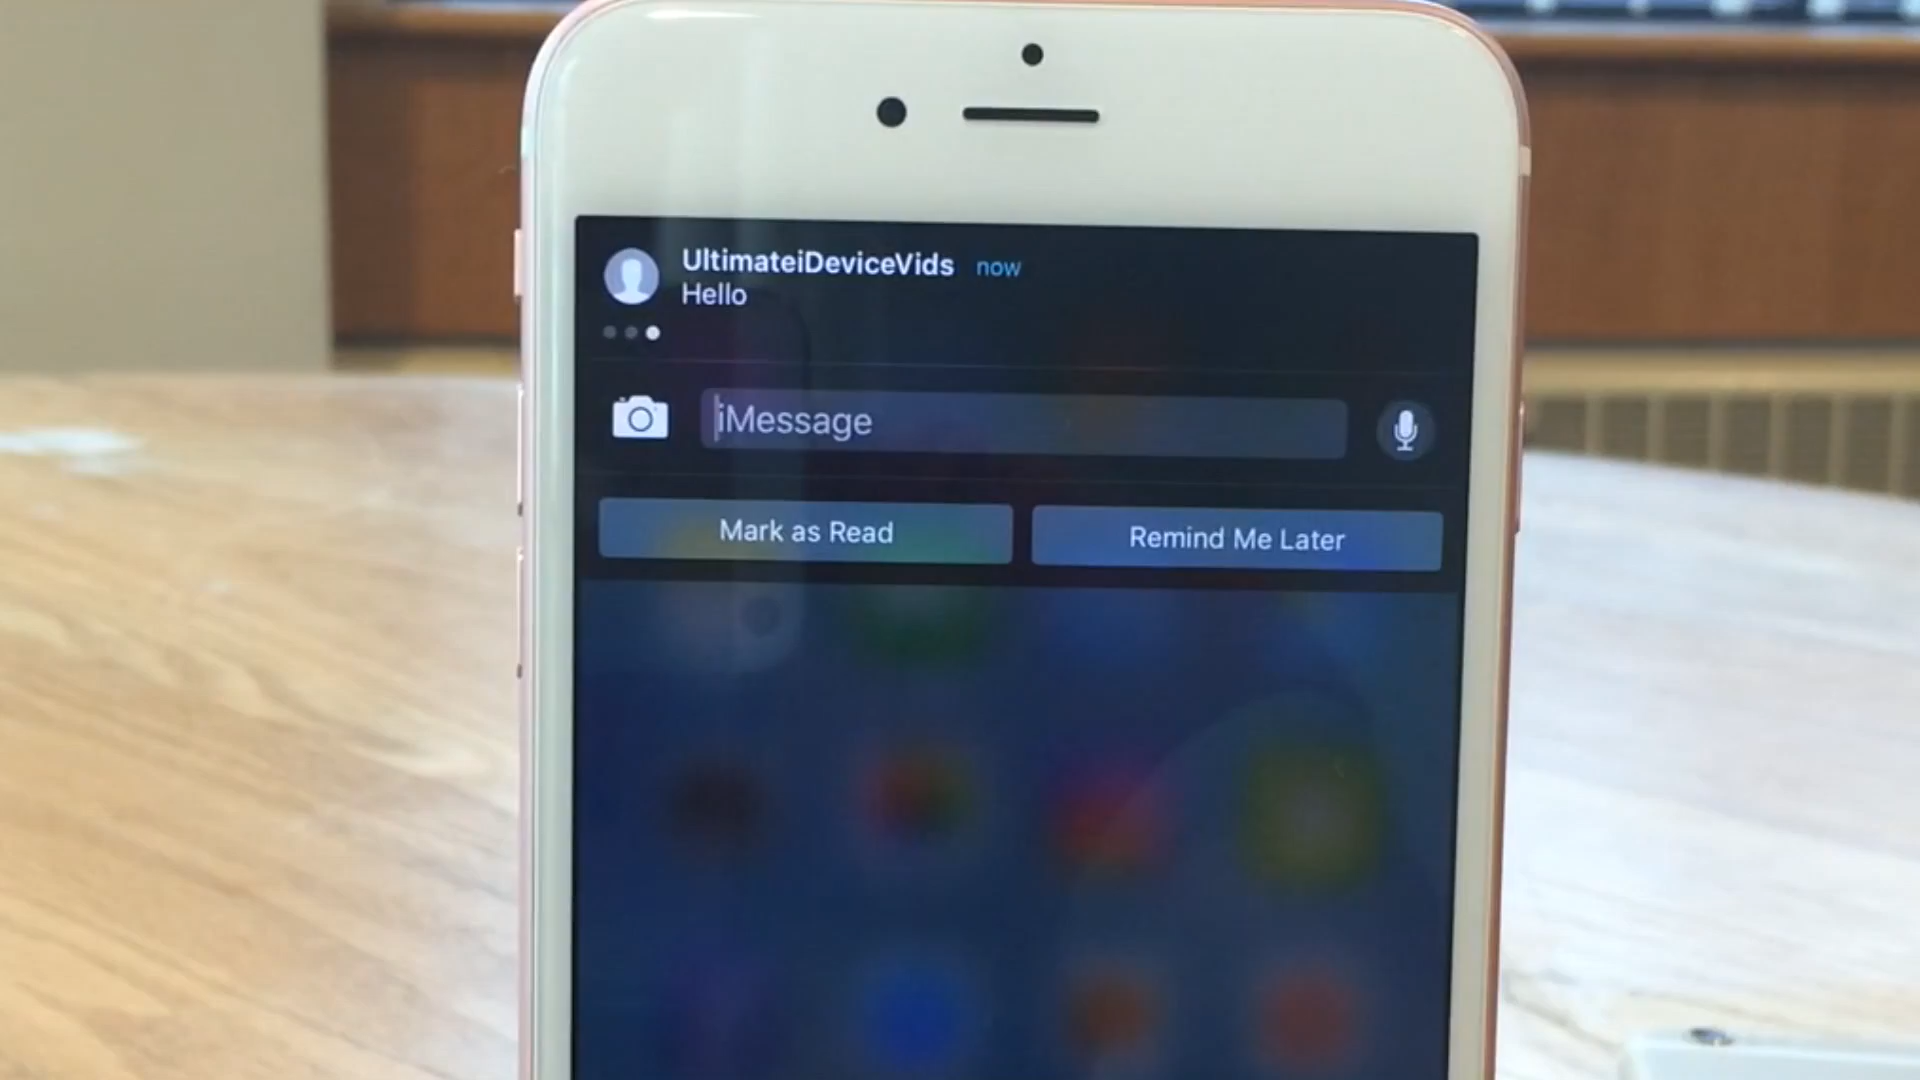 UltimateiDeviceVids now
Hello
iMessage
Mark as Read
Remind Me Later